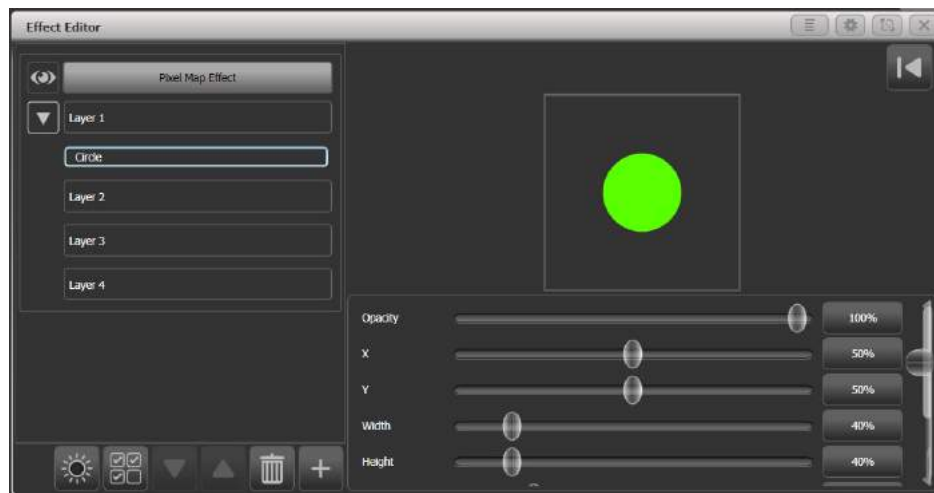 Effect Editor
Pixel Map Effect
Layer 1
Circle
Layer 2
Layer 3
Layer 4
Opacity 100%
X 50%
Y 50%
Width 40%
Height 40%